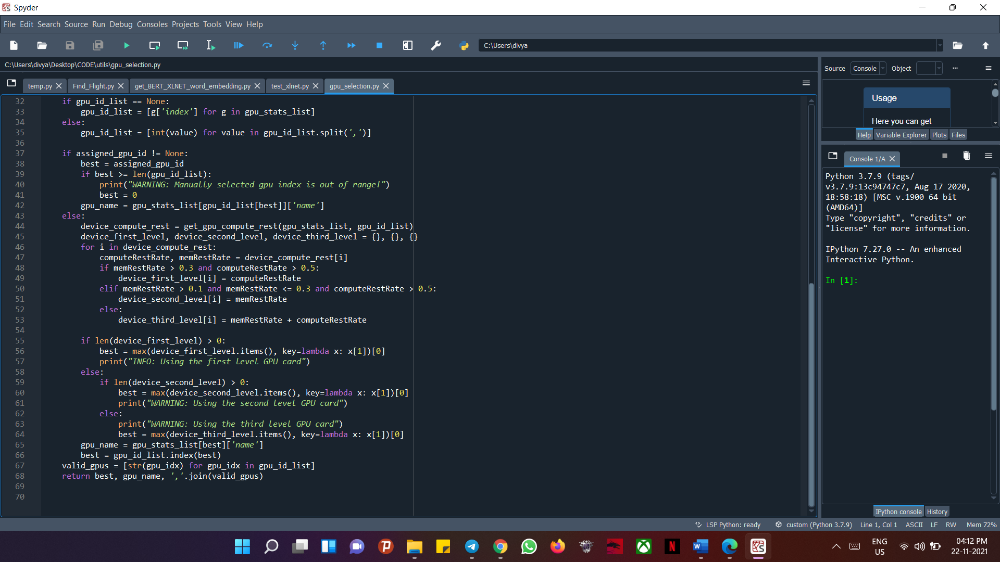 Spyder
File Edit Search Source Run Debug Consoles Projects Tools View Help
C:\Users\divya
C:\Users\divya\Desktop\CODE\utils\gpu_selection.py
temp.py Find_Flight.py get_BERT_XLNET_word_embedding.py test_xlnet.py gpu_selection.py
32 if gpu_id_list == None:
33 gpu_id_list = [g['index'] for g in gpu_stats_list]
34 else:
35 gpu_id_list = [int(value) for value in gpu_id_list.split(',')]
36
37 if assigned_gpu_id != None:
38 best = assigned_gpu_id
39 if best >= len(gpu_id_list):
40 print("WARNING: Manually selected gpu index is out of range!")
41 best = 0
42 gpu_name = gpu_stats_list[gpu_id_list[best]]['name']
43 else:
44 device_compute_rest = get_gpu_compute_rest(gpu_stats_list, gpu_id_list)
45 device_first_level, device_second_level, device_third_level = {}, {}, {}
46 for i in device_compute_rest:
47 computeRestRate, memRestRate = device_compute_rest[i]
48 if memRestRate > 0.3 and computeRestRate > 0.5:
49 device_first_level[i] = computeRestRate
50 elif memRestRate > 0.1 and memRestRate <= 0.3 and computeRestRate > 0.5:
51 device_second_level[i] = memRestRate
52 else:
53 device_third_level[i] = memRestRate + computeRestRate
54
55 if len(device_first_level) > 0:
56 best = max(device_first_level.items(), key=lambda x: x[1])[0]
57 print("INFO: Using the first level GPU card")
58 else:
59 if len(device_second_level) > 0:
60 best = max(device_second_level.items(), key=lambda x: x[1])[0]
61 print("WARNING: Using the second level GPU card")
62 else:
63 print("WARNING: Using the third level GPU card")
64 best = max(device_third_level.items(), key=lambda x: x[1])[0]
65 gpu_name = gpu_stats_list[best]['name']
66 best = gpu_id_list.index(best)
67 valid_gpus = [str(gpu_idx) for gpu_idx in gpu_id_list]
68 return best, gpu_name, ','.join(valid_gpus)
69
70
Source Console Object
Usage
Here you can get
Help Variable Explorer Plots Files
Console 1/A
Python 3.7.9 (tags/
v3.7.9:13c94747c7, Aug 17 2020,
18:58:18) [MSC v.1900 64 bit
(AMD64)]
Type "copyright", "credits" or
"license" for more information.
IPython 7.27.0 -- An enhanced
Interactive Python.
In [1]:
IPython console History
LSP Python: ready custom (Python 3.7.9) Line 1, Col 1 ASCII LF RW Mem 72%
ENG
US
04:12 PM
22-11-2021